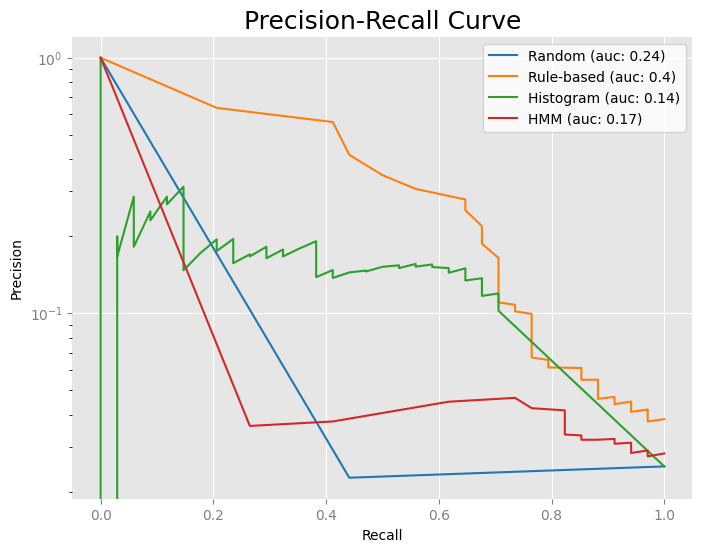 Precision-Recall Curve
Random (auc: 0.24)
Rule-based (auc: 0.4)
Histogram (auc: 0.14)
HMM (auc: 0.17)
Precision
10⁰
10⁻¹
0.0 0.2 0.4 0.6 0.8 1.0
Recall